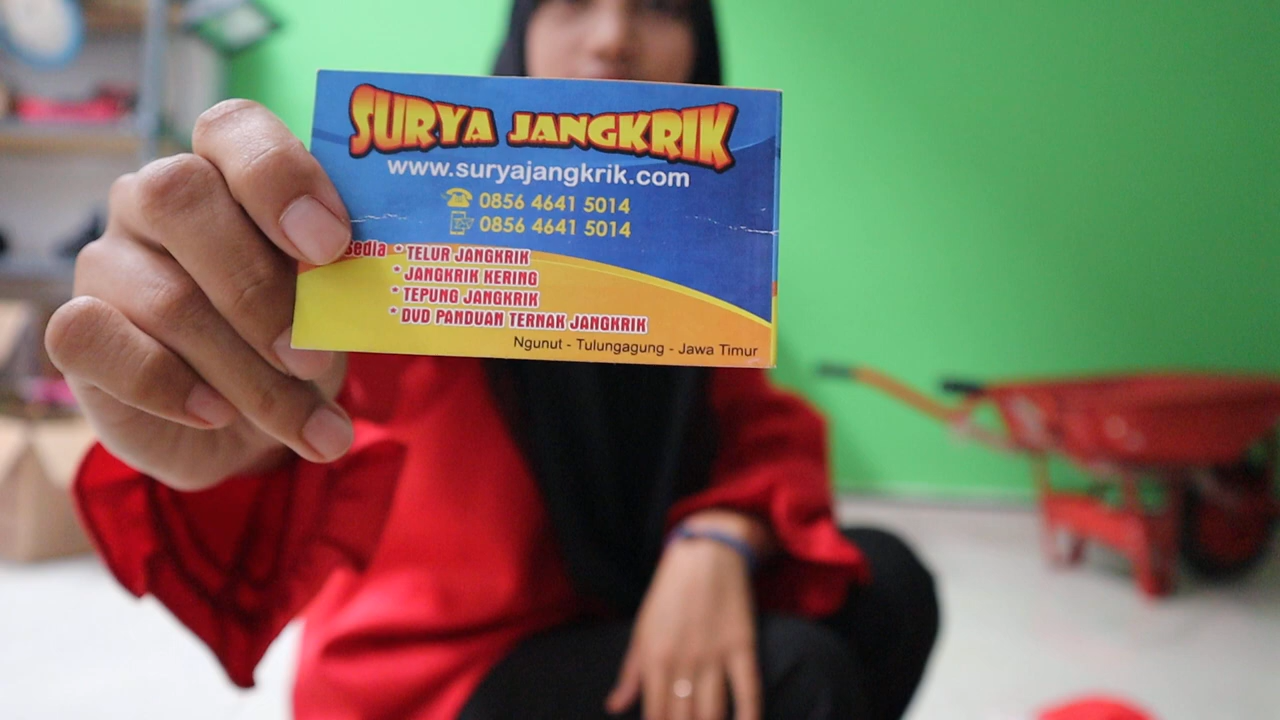 SURYA JANGKRIK
www.suryajangkrik.com
0856 4641 5014
0856 4641 5014
* TELUR JANGKRIK
* JANGKRIK KERING
* TEPUNG JANGKRIK
* DVD PANDUAN TERNAK JANGKRIK
Ngunut - Tulungagung - Jawa Timur